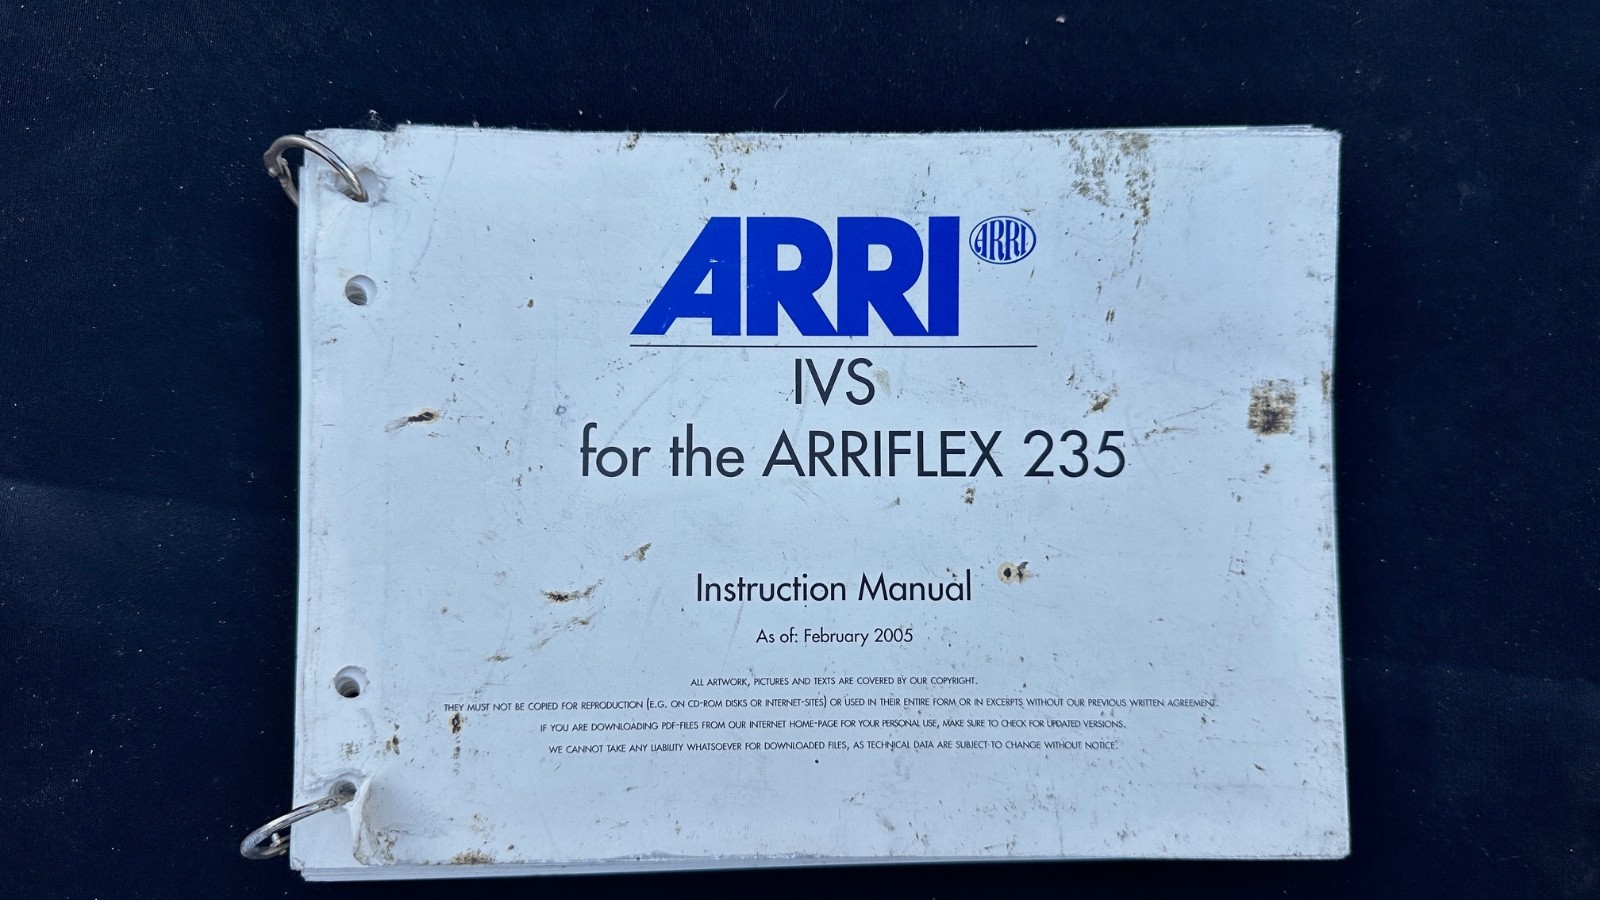 ARRI ARRI
IVS
for the ARRIFLEX 235
Instruction Manual
As of: February 2005
ALL ARTWORK, PICTURES AND TEXTS ARE COVERED BY OUR COPYRIGHT.
THEY MUST NOT BE COPIED FOR REPRODUCTION (E.G. ON CD-ROM DISKS OR INTERNET-SITES) OR USED IN THEIR ENTIRE FORM OR IN EXCERPTS WITHOUT OUR PREVIOUS WRITTEN AGREEMENT.
IF YOU ARE DOWNLOADING PDF-FILES FROM OUR INTERNET HOME-PAGE FOR YOUR PERSONAL USE, MAKE SURE TO CHECK FOR UPDATED VERSIONS.
WE CANNOT TAKE ANY LIABILITY WHATSOEVER FOR DOWNLOADED FILES, AS TECHNICAL DATA ARE SUBJECT TO CHANGE WITHOUT NOTICE.